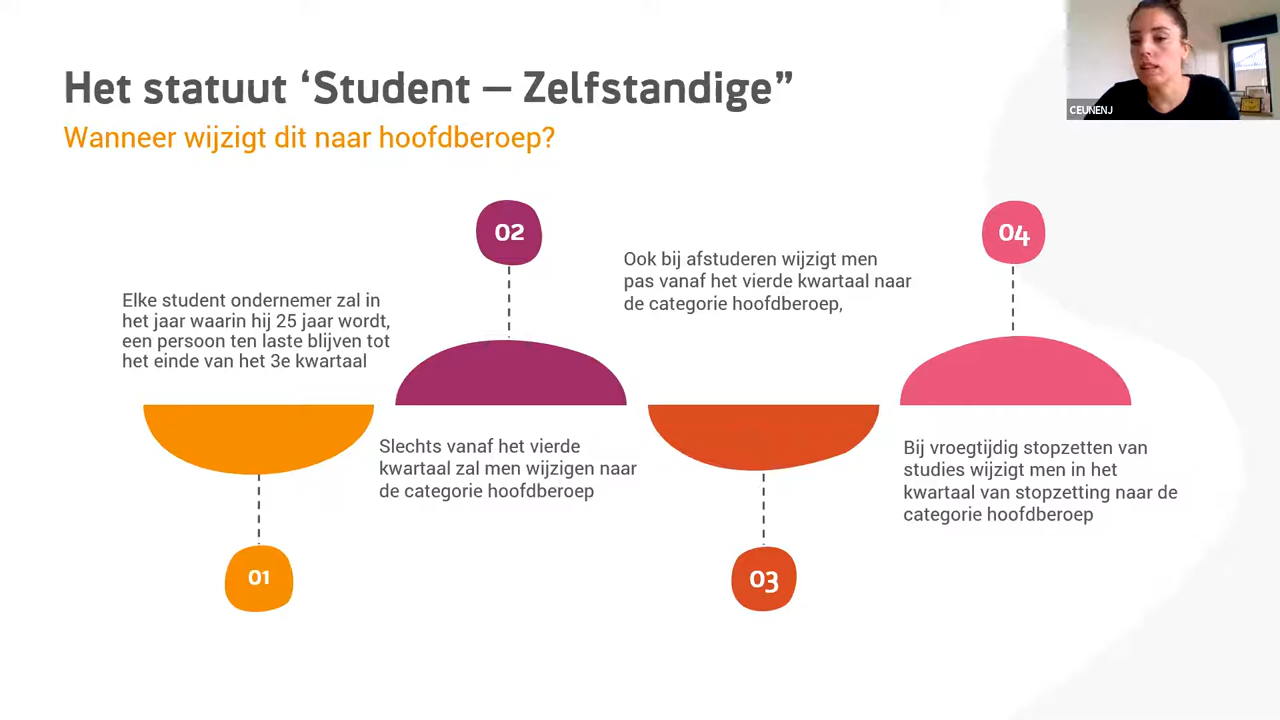 CEUNENJ
Het statuut ‘Student – Zelfstandige”
Wanneer wijzigt dit naar hoofdberoep?
01
Elke student ondernemer zal in
het jaar waarin hij 25 jaar wordt,
een persoon ten laste blijven tot
het einde van het 3e kwartaal
02
Slechts vanaf het vierde
kwartaal zal men wijzigen naar
de categorie hoofdberoep
03
Ook bij afstuderen wijzigt men
pas vanaf het vierde kwartaal naar
de categorie hoofdberoep,
04
Bij vroegtijdig stopzetten van
studies wijzigt men in het
kwartaal van stopzetting naar de
categorie hoofdberoep